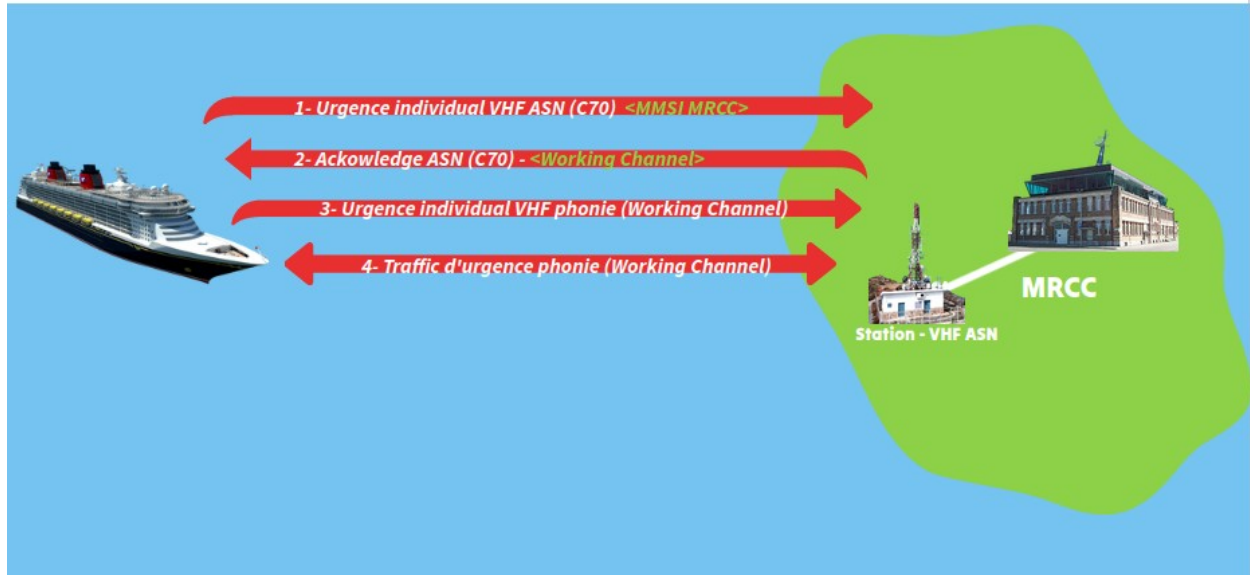 1- Urgence individual VHF ASN (C70) <MMSI MRCC>
2- Ackowledge ASN (C70) - <Working Channel>
3- Urgence individual VHF phonie (Working Channel)
4- Traffic d'urgence phonie (Working Channel)
MRCC
Station - VHF ASN